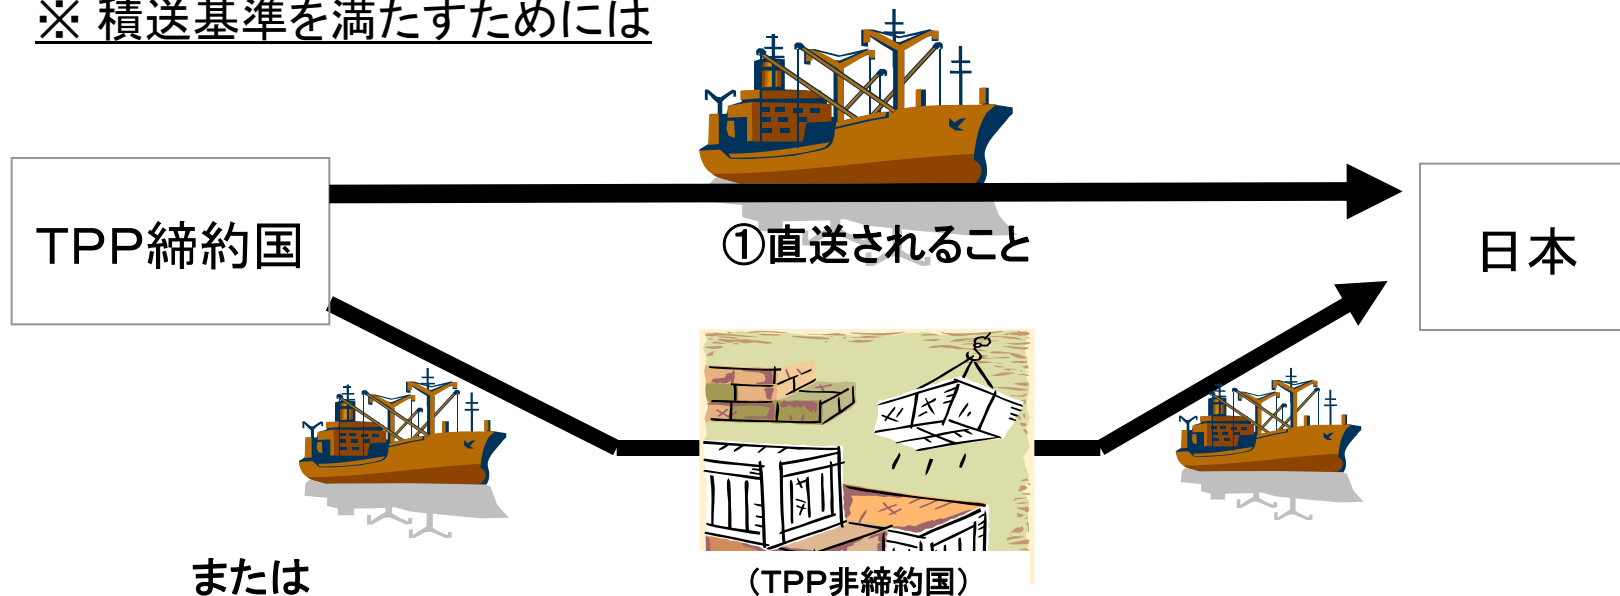 ※ 積送基準を満たすためには
TPP締約国
①直送されること
日本
または
（TPP非締約国）